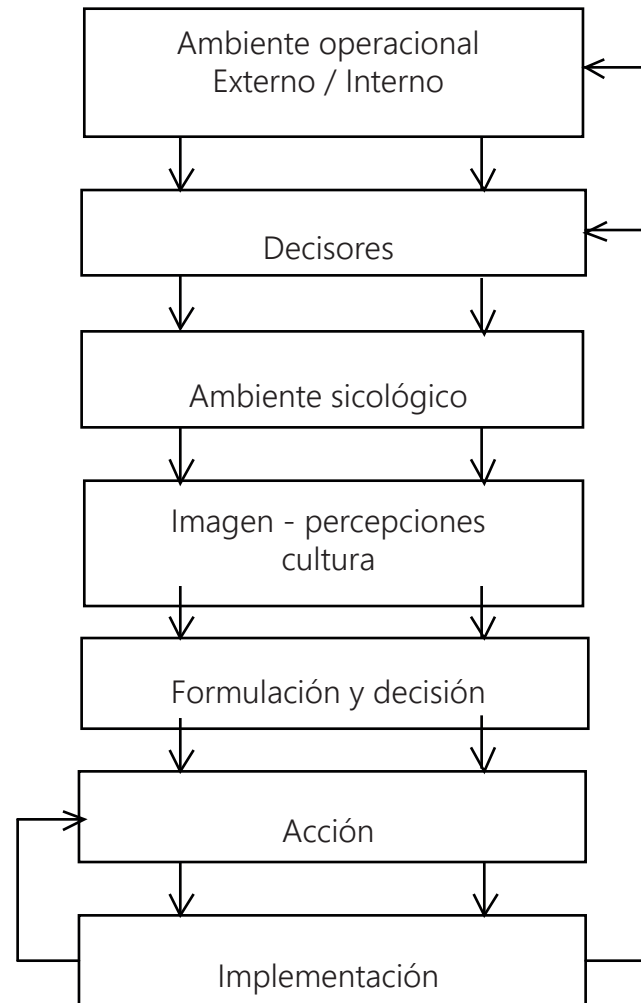 Ambiente operacional
Externo / Interno
Decisores
Ambiente sicológico
Imagen - percepciones
cultura
Formulación y decisión
Acción
Implementación